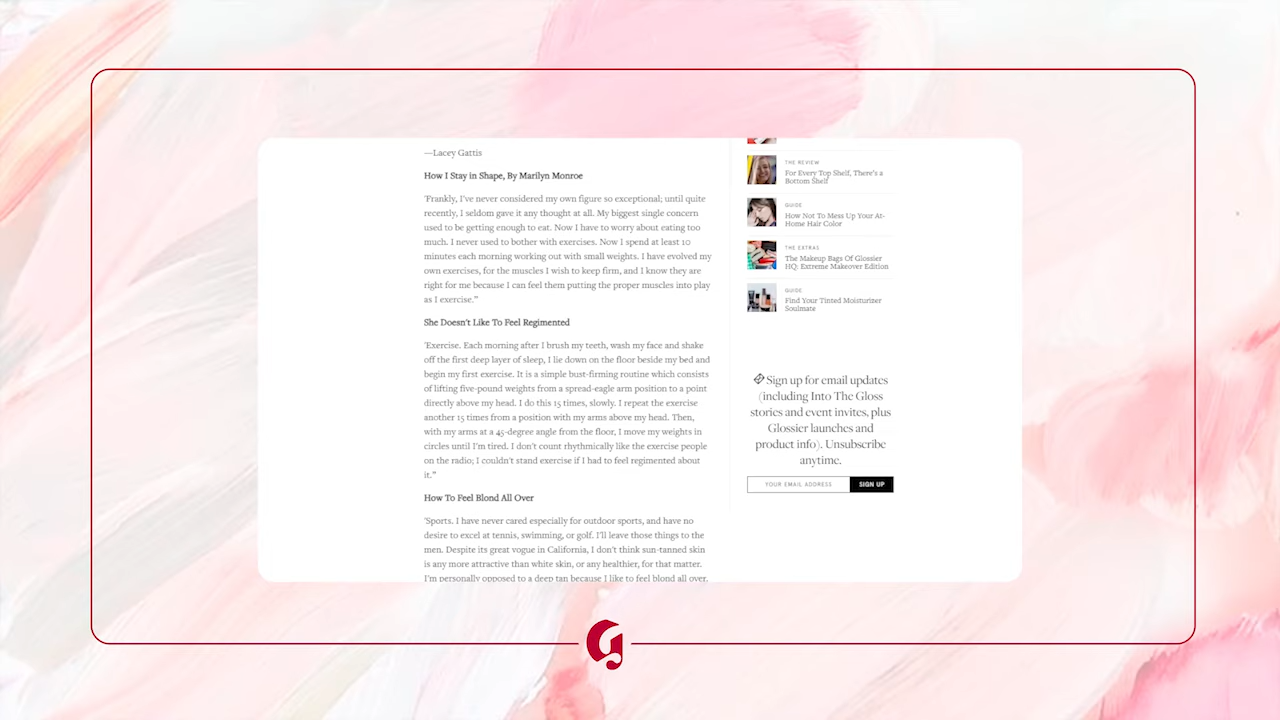 —Lacey Gattis
How I Stay in Shape, By Marilyn Monroe
'Frankly, I've never considered my own figure so exceptional; until quite
recently, I seldom gave it any thought at all. My biggest single concern
used to be getting enough to eat. Now I have to worry about eating too
much. I never used to bother with exercises. Now I spend at least 10
minutes each morning working out with small weights. I have evolved my
own exercises, for the muscles I wish to keep firm, and I know they are
right for me because I can feel them putting the proper muscles into play
as I exercise.”
She Doesn't Like To Feel Regimented
'Exercise. Each morning after I brush my teeth, wash my face and shake
off the first deep layer of sleep, I lie down on the floor beside my bed and
begin my first exercise. It is a simple bust-firming routine which consists
of lifting five-pound weights from a spread-eagle arm position to a point
directly above my head. I do this 15 times, slowly. I repeat the exercise
another 15 times from a position with my arms above my head. Then,
with my arms at a 45-degree angle from the floor, I move my weights in
circles until I'm tired. I don't count rhythmically like the exercise people
on the radio; I couldn't stand exercise if I had to feel regimented about
it.”
How To Feel Blond All Over
'Sports. I have never cared especially for outdoor sports, and have no
desire to excel at tennis, swimming, or golf. I'll leave those things to the
men. Despite its great vogue in California, I don't think sun-tanned skin
is any more attractive than white skin, or any healthier, for that matter.
I'm personally opposed to a deep tan because I like to feel blond all over.
THE REVIEW
For Every Top Shelf, There's a
Bottom Shelf
GUIDE
How Not To Mess Up Your At-
Home Hair Color
THE EXTRAS
The Makeup Bags Of Glossier
HQ: Extreme Makeover Edition
GUIDE
Find Your Tinted Moisturizer
Soulmate
Sign up for email updates
(including Into The Gloss
stories and event invites, plus
Glossier launches and
product info). Unsubscribe
anytime.
YOUR EMAIL ADDRESS SIGN UP